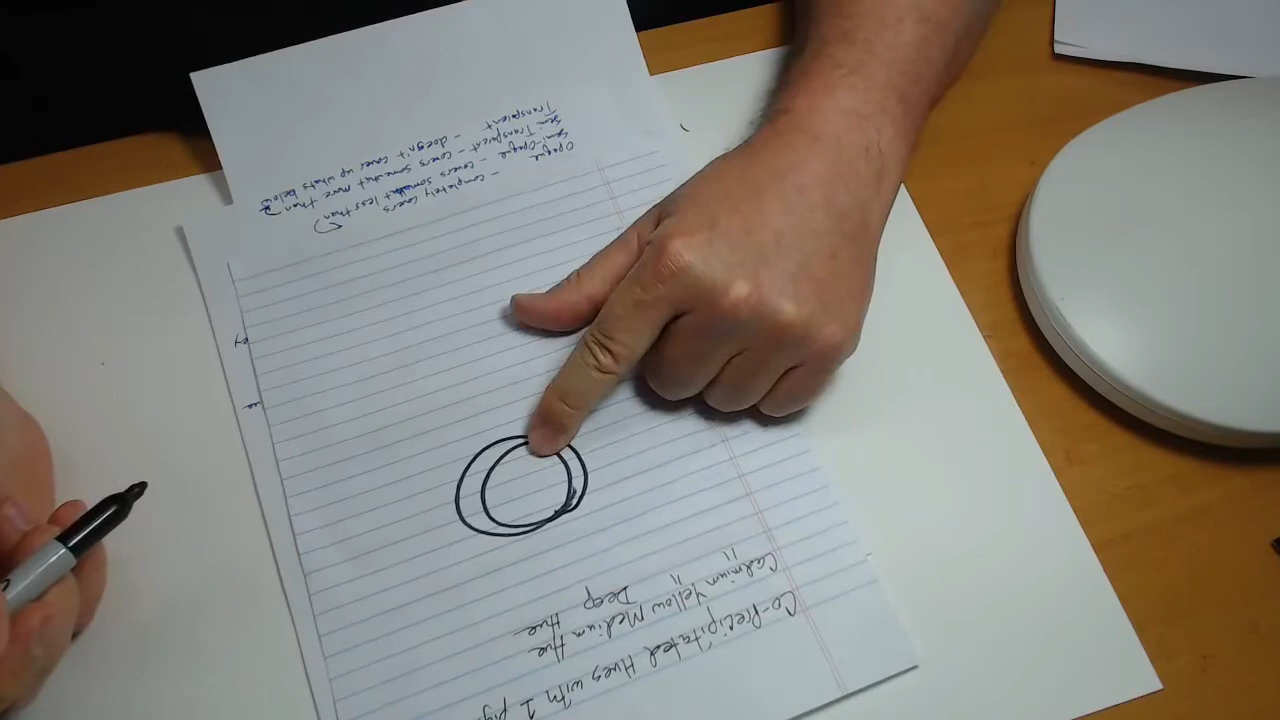 Co-Precipitated Hues with 1
Cadmium Yellow Medium Hue
" " Deep Hue
Opaque - completely covers
Semi-Opaque - covers somewhat less than
Semi Transparent - covers somewhat more than
Transparent - doesn't cover up whats below